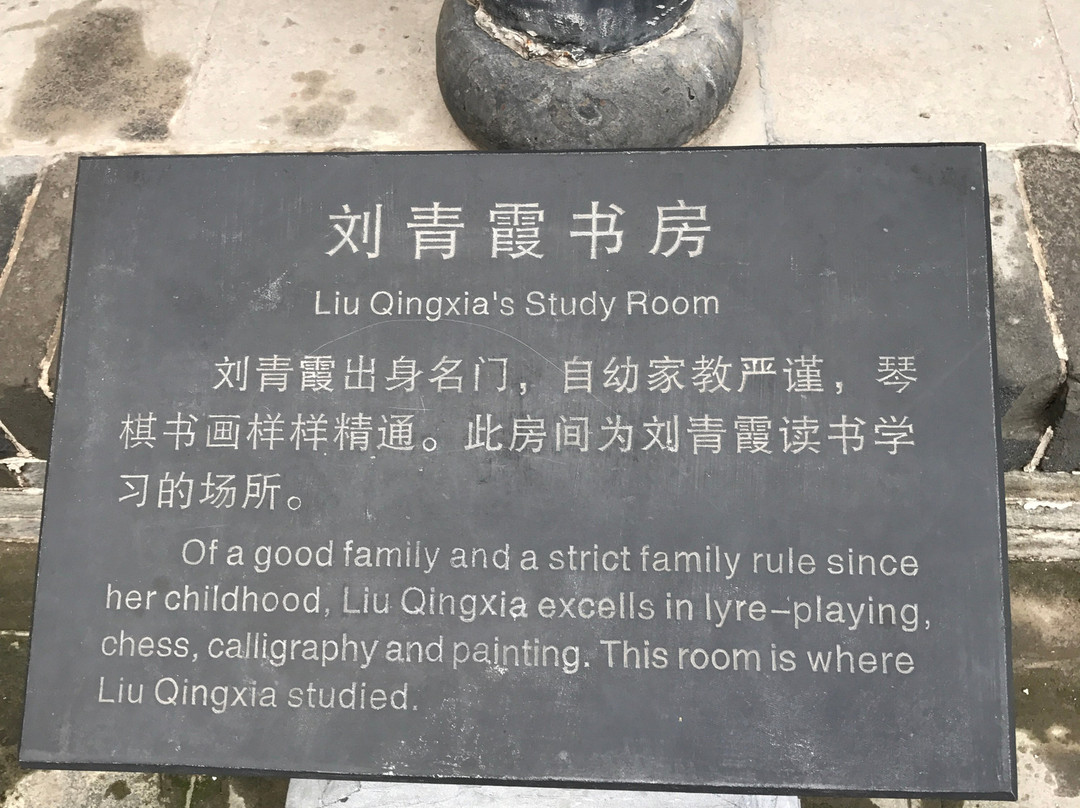 刘青霞书房
Liu Qingxia's Study Room
刘青霞出身名门，自幼家教严谨，琴
棋书画样样精通。此房间为刘青霞读书学
习的场所。
Of a good family and a strict family rule since
her childhood, Liu Qingxia excells in lyre-playing,
chess, calligraphy and painting. This room is where
Liu Qingxia studied.